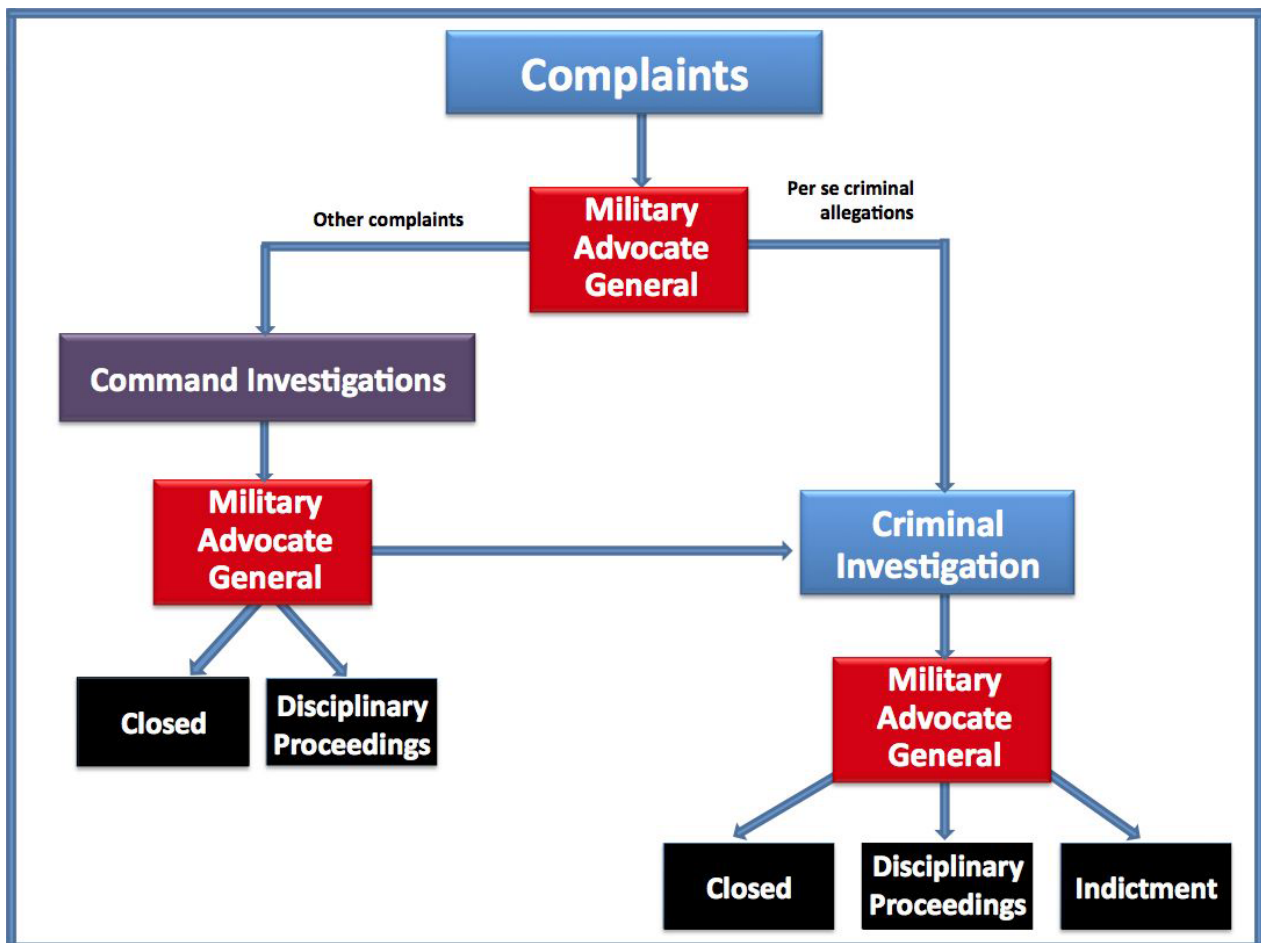 Complaints
Per se criminal
allegations
Other complaints
Military
Advocate
General
Command Investigations
Military
Advocate
General
Criminal
Investigation
Closed
Disciplinary
Proceedings
Military
Advocate
General
Closed
Disciplinary
Proceedings
Indictment